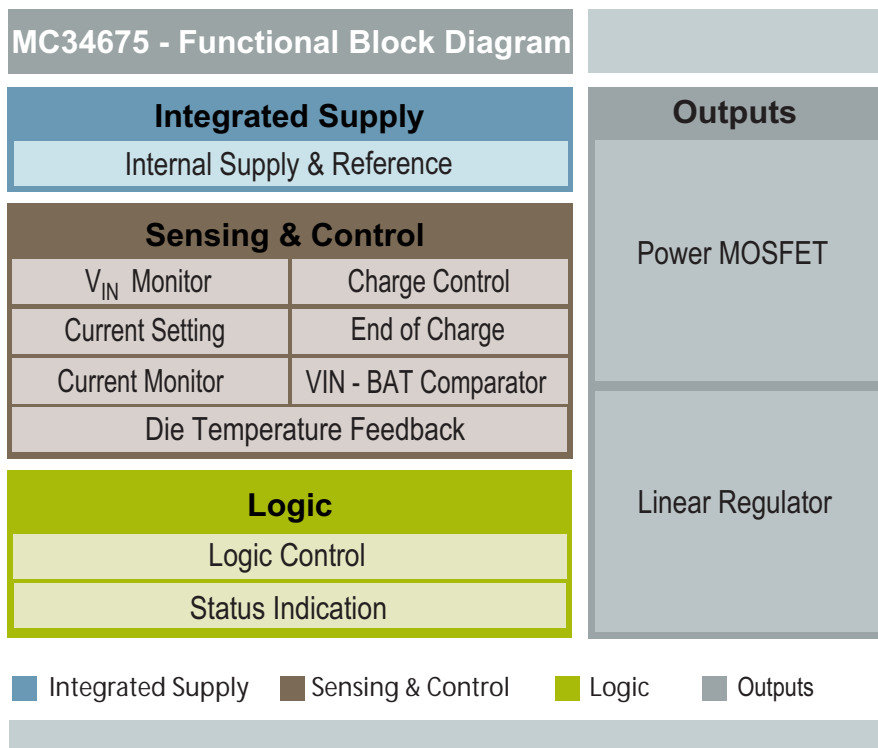 MC34675 - Functional Block Diagram
Integrated Supply
Internal Supply & Reference
Sensing & Control
VIN Monitor
Charge Control
Current Setting
End of Charge
Current Monitor
VIN - BAT Comparator
Die Temperature Feedback
Logic
Logic Control
Status Indication
Outputs
Power MOSFET
Linear Regulator
Integrated Supply
Sensing & Control
Logic
Outputs